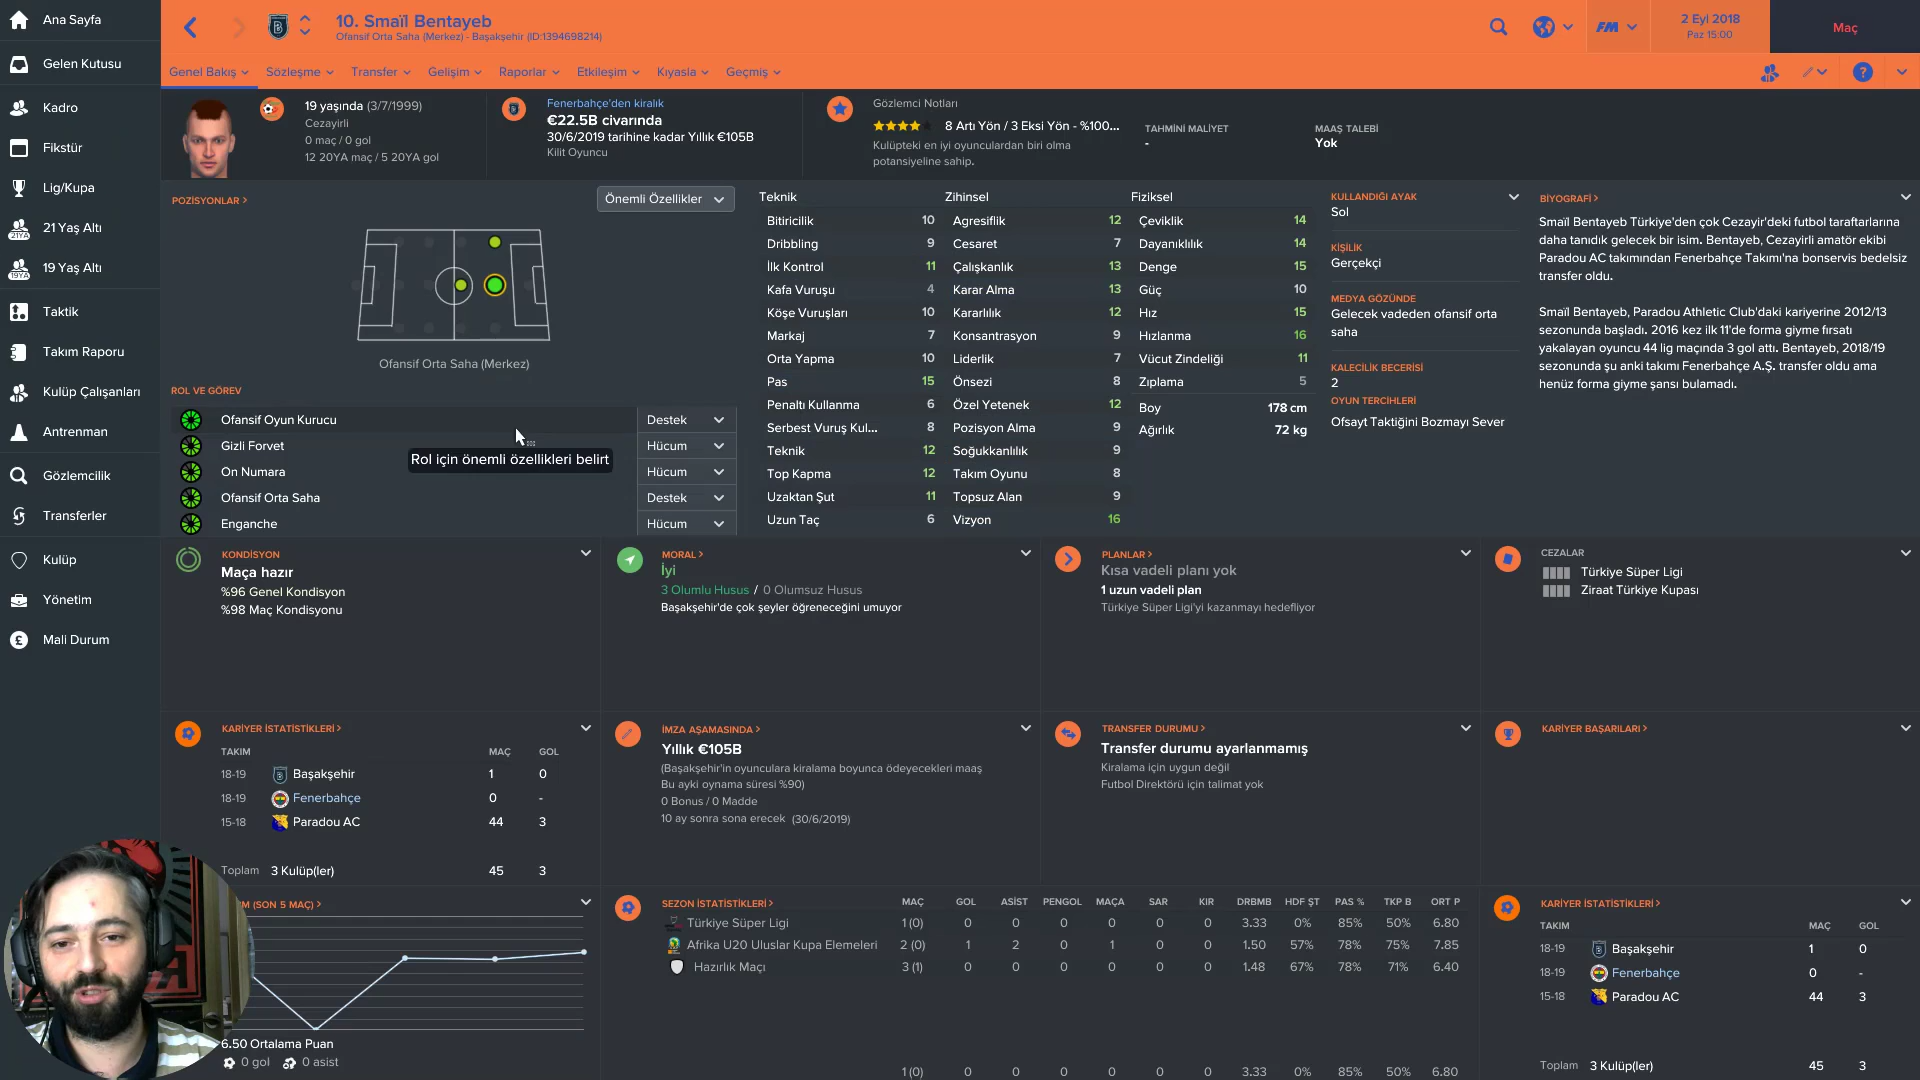 Ana Sayfa
Gelen Kutusu
Kadro
Fikstür
Lig/Kupa
21 Yaş Altı
19 Yaş Altı
Taktik
Takım Raporu
Kulüp Çalışanları
Antrenman
Gözlemcilik
Transferler
Kulüp
Yönetim
Mali Durum
10. Smaïl Bentayeb
Ofansif Orta Saha (Merkez) - Başakşehir (ID:1394698214)
FM
2 Eyl 2018
Paz 15:00
Maç
Genel Bakış Sözleşme Transfer Gelişim Raporlar Etkileşim Kıyasla Geçmiş
19 yaşında (3/7/1999)
Cezayirli
0 maç / 0 gol
12 20YA maç / 5 20YA gol
Fenerbahçe'den kiralık
€22.5B civarında
30/6/2019 tarihine kadar Yıllık €105B
Kilit Oyuncu
Gözlemci Notları
8 Artı Yön / 3 Eksi Yön - %100...
Kulüpteki en iyi oyunculardan biri olma
potansiyeline sahip.
TAHMİNİ MALİYET
-
MAAŞ TALEBİ
Yok
POZİSYONLAR >
Önemli Özellikler
Ofansif Orta Saha (Merkez)
ROL VE GÖREV
Ofansif Oyun Kurucu Destek
Gizli Forvet Hücum
On Numara Hücum
Ofansif Orta Saha Destek
Enganche Hücum
Rol için önemli özellikleri belirt
Teknik
Bitiricilik 10
Dribbling 9
İlk Kontrol 11
Kafa Vuruşu 4
Köşe Vuruşları 10
Markaj 7
Orta Yapma 10
Pas 15
Penaltı Kullanma 6
Serbest Vuruş Kul... 8
Teknik 12
Top Kapma 12
Uzaktan Şut 11
Uzun Taç 6
Zihinsel
Agresiflik 12
Cesaret 7
Çalışkanlık 13
Karar Alma 13
Kararlılık 12
Konsantrasyon 9
Liderlik 7
Önsezi 8
Özel Yetenek 12
Pozisyon Alma 9
Soğukkanlılık 9
Takım Oyunu 8
Topsuz Alan 9
Vizyon 16
Fiziksel
Çeviklik 14
Dayanıklılık 14
Denge 15
Güç 10
Hız 15
Hızlanma 16
Vücut Zindeliği 11
Zıplama 5
Boy 178 cm
Ağırlık 72 kg
KULLANDIĞI AYAK
Sol
KİŞİLİK
Gerçekçi
MEDYA GÖZÜNDE
Gelecek vadeden ofansif orta
saha
KALECİLİK BECERİSİ
2
OYUN TERCİHLERİ
Ofsayt Taktiğini Bozmayı Sever
BİYOGRAFİ >
Smaïl Bentayeb Türkiye'den çok Cezayir'deki futbol taraftarlarına
daha tanıdık gelecek bir isim. Bentayeb, Cezayirli amatör ekibi
Paradou AC takımından Fenerbahçe Takımı'na bonservis bedelsiz
transfer oldu.
Smaïl Bentayeb, Paradou Athletic Club'daki kariyerine 2012/13
sezonunda başladı. 2016 kez ilk 11'de forma giyme fırsatı
yakalayan oyuncu 44 lig maçında 3 gol attı. Bentayeb, 2018/19
sezonunda şu anki takımı Fenerbahçe A.Ş. transfer oldu ama
henüz forma giyme şansı bulamadı.
KONDİSYON
Maça hazır
%96 Genel Kondisyon
%98 Maç Kondisyonu
MORAL >
İyi
3 Olumlu Husus / 0 Olumsuz Husus
Başakşehir'de çok şeyler öğreneceğini umuyor
PLANLAR >
Kısa vadeli planı yok
1 uzun vadeli plan
Türkiye Süper Ligi'yi kazanmayı hedefliyor
CEZALAR
Türkiye Süper Ligi
Ziraat Türkiye Kupası
KARİYER İSTATİSTİKLERİ >
TAKIM MAÇ GOL
18-19 Başakşehir 1 0
18-19 Fenerbahçe 0 -
15-18 Paradou AC 44 3
Toplam 3 Kulüp(ler) 45 3
İMZA AŞAMASINDA >
Yıllık €105B
(Başakşehir'in oyunculara kiralama boyunca ödeyecekleri maaş
Bu ayki oynama süresi %90)
0 Bonus / 0 Madde
10 ay sonra sona erecek (30/6/2019)
TRANSFER DURUMU >
Transfer durumu ayarlanmamış
Kiralama için uygun değil
Futbol Direktörü için talimat yok
KARİYER BAŞARILARI >
M (SON 5 MAÇ) >
6.50 Ortalama Puan
0 gol 0 asist
SEZON İSTATİSTİKLERİ > MAÇ GOL ASİST PENGOL MAÇA SAR KIR DRBMB HDF ŞT PAS % TKP B ORT P
Türkiye Süper Ligi 1 (0) 0 0 0 0 0 0 3.33 0% 85% 50% 6.80
Afrika U20 Uluslar Kupa Elemeleri 2 (0) 1 2 0 1 0 0 1.50 57% 78% 75% 7.85
Hazırlık Maçı 3 (1) 0 0 0 0 0 0 1.48 67% 78% 71% 6.40
1 (0) 0 0 0 0 0 0 3.33 0% 85% 50% 6.80
KARİYER İSTATİSTİKLERİ >
TAKIM MAÇ GOL
18-19 Başakşehir 1 0
18-19 Fenerbahçe 0 -
15-18 Paradou AC 44 3
Toplam 3 Kulüp(ler) 45 3